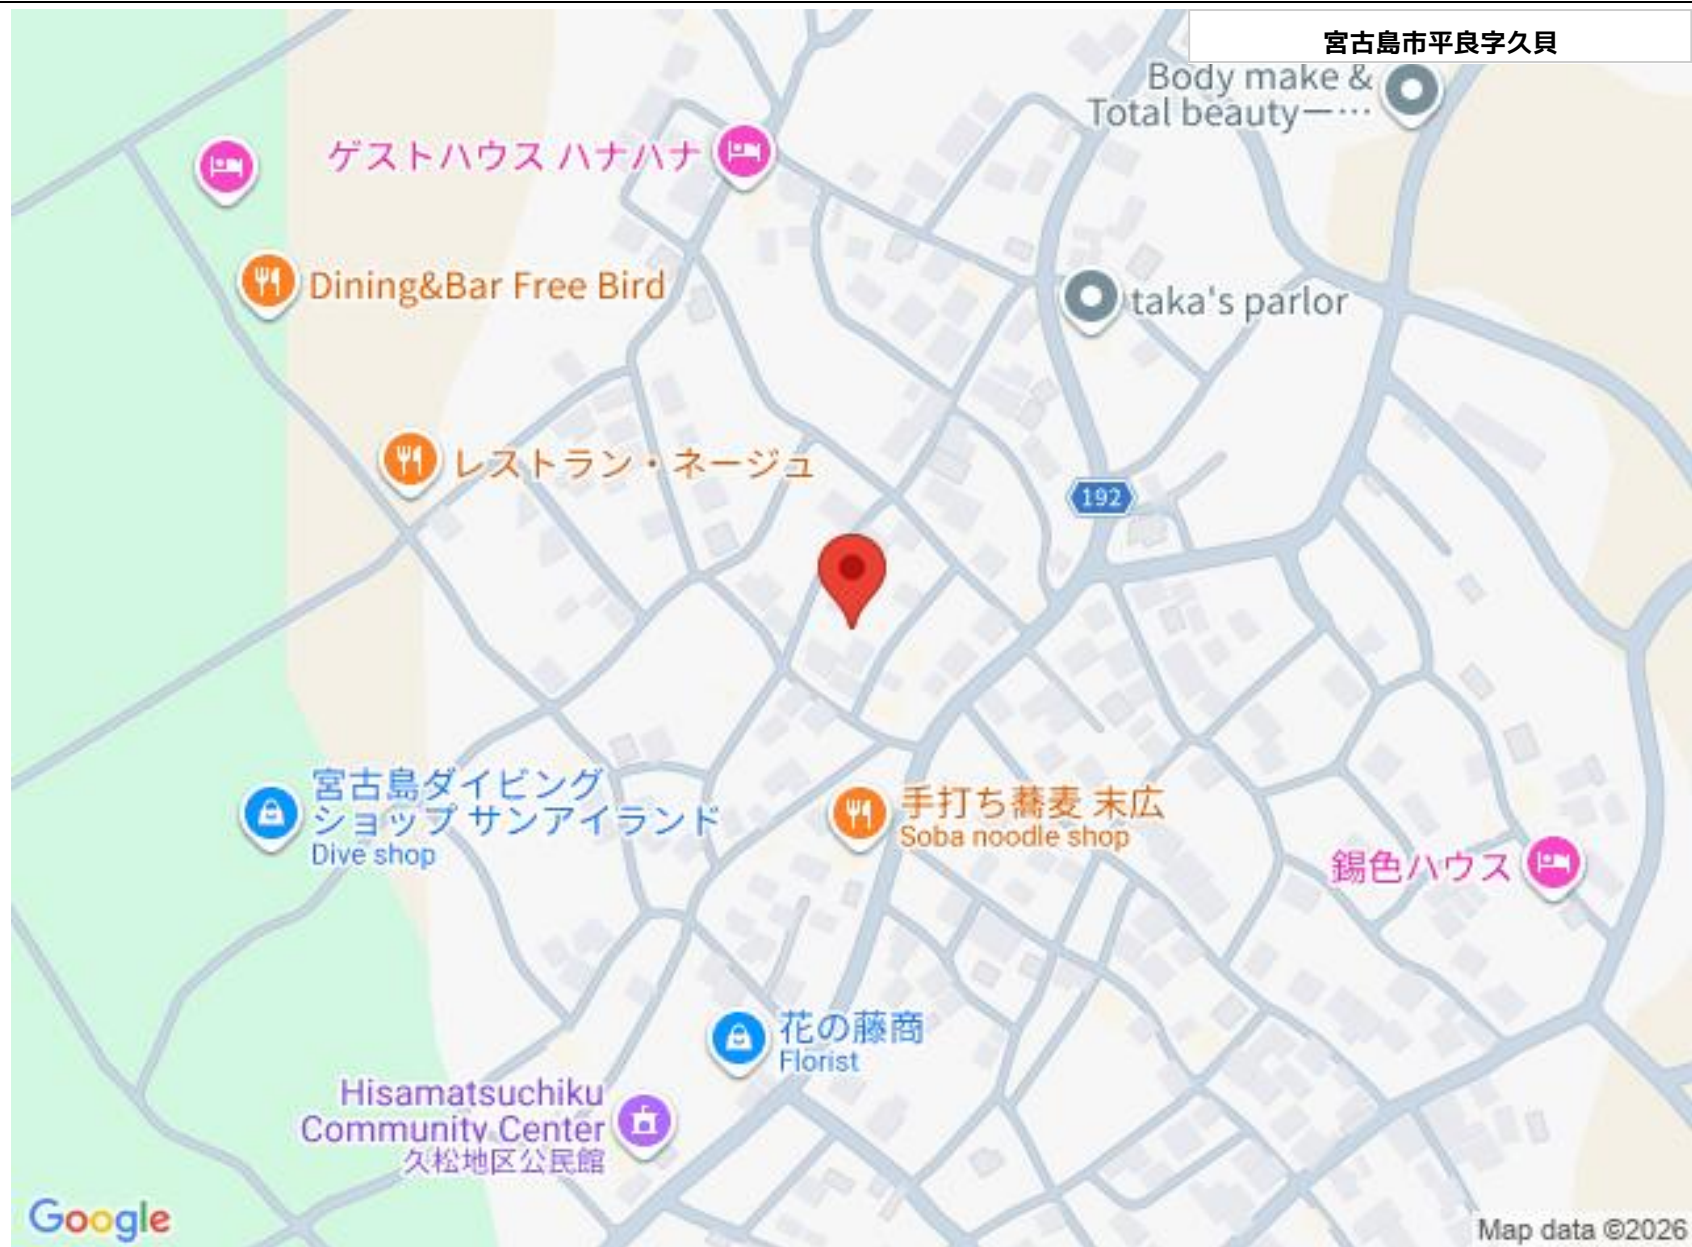 宮古島市平良字久貝
Body make &
Total beautyー…
ゲストハウス ハナハナ
Dining&Bar Free Bird
taka's parlor
レストラン・ネージュ
192
宮古島ダイビング
ショップ サンアイランド
Dive shop
手打ち蕎麦 末広
Soba noodle shop
錫色ハウス
花の藤商
Florist
Hisamatsuchiku
Community Center
久松地区公民館
Google
Map data ©2026